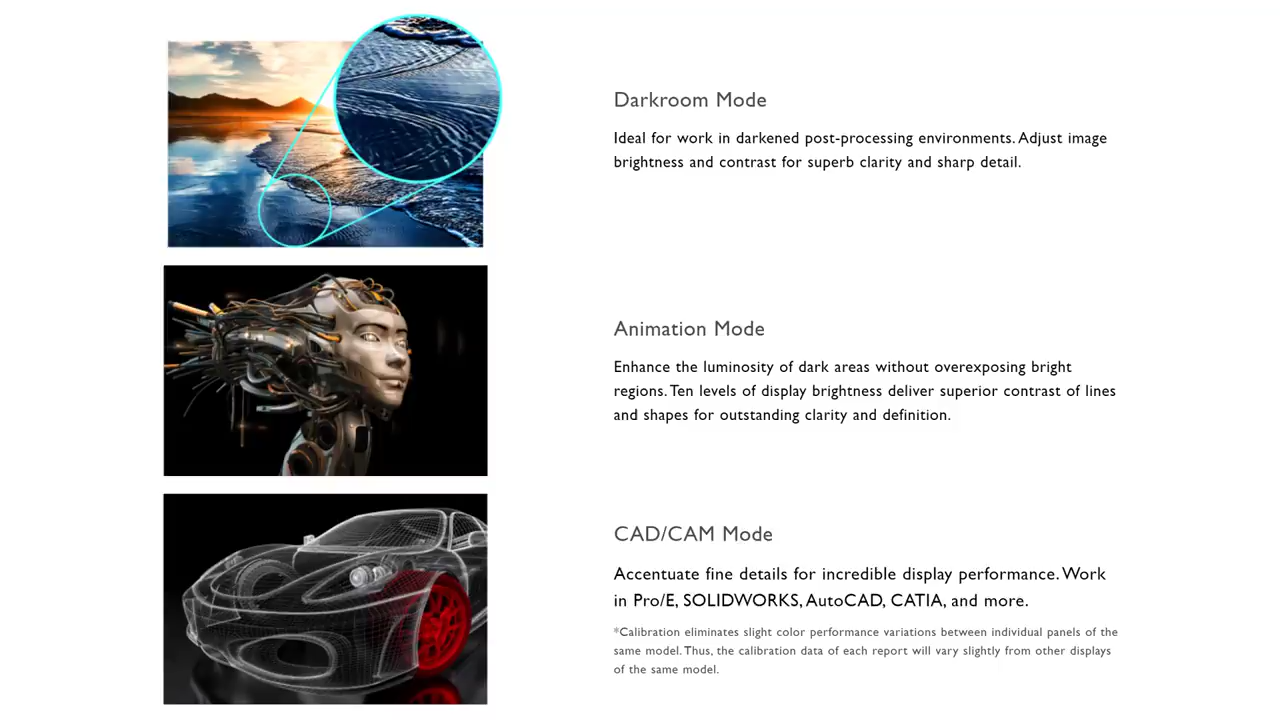 Darkroom Mode
Ideal for work in darkened post-processing environments. Adjust image
brightness and contrast for superb clarity and sharp detail.
Animation Mode
Enhance the luminosity of dark areas without overexposing bright
regions. Ten levels of display brightness deliver superior contrast of lines
and shapes for outstanding clarity and definition.
CAD/CAM Mode
Accentuate fine details for incredible display performance. Work
in Pro/E, SOLIDWORKS, AutoCAD, CATIA, and more.
*Calibration eliminates slight color performance variations between individual panels of the
same model. Thus, the calibration data of each report will vary slightly from other displays
of the same model.